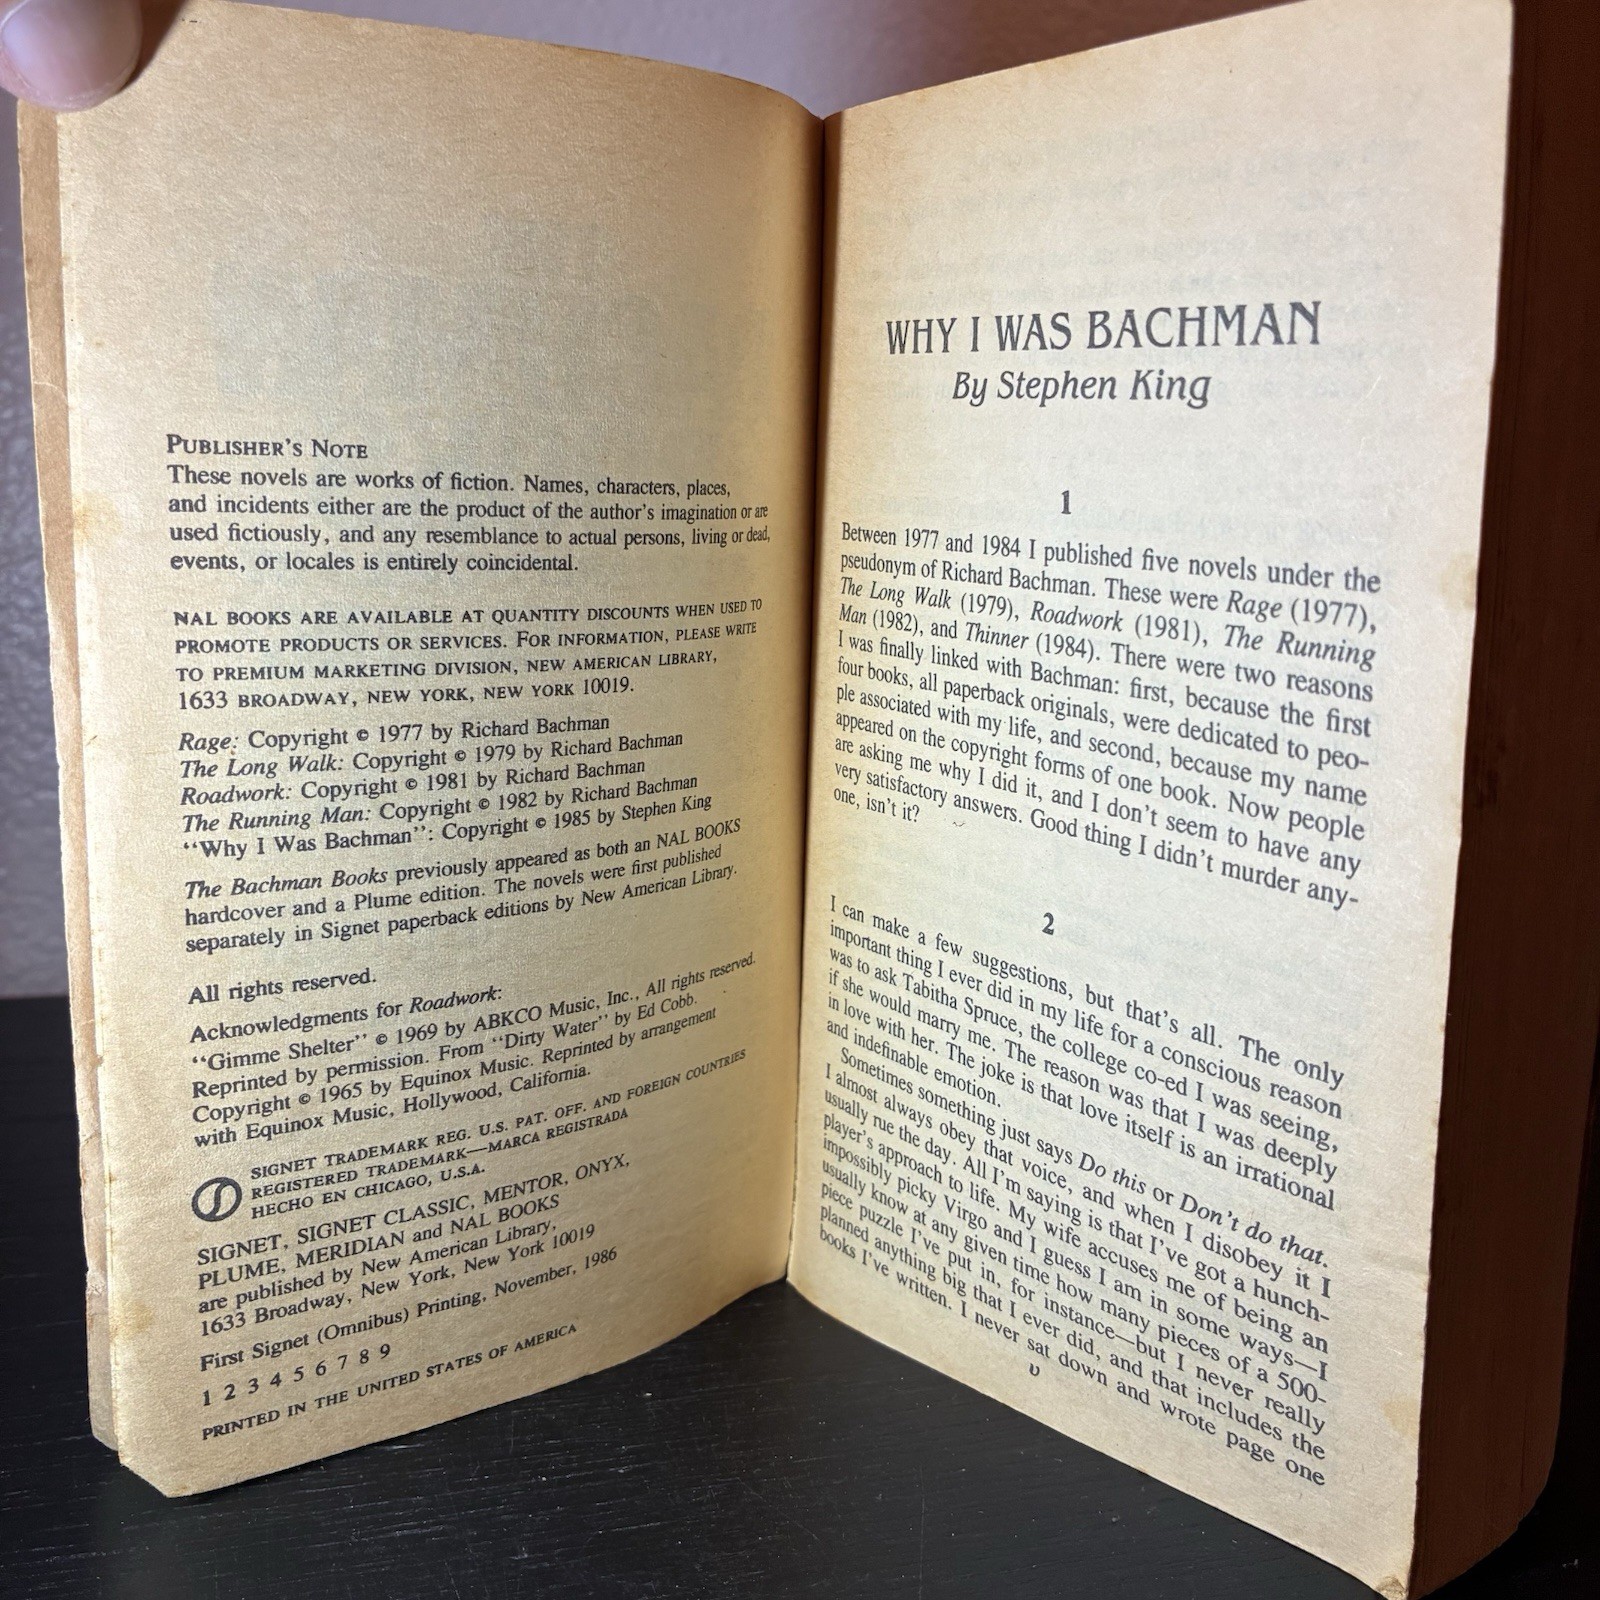 PUBLISHER'S NOTE
These novels are works of fiction. Names, characters, places,
and incidents either are the product of the author's imagination or are
used fictiously, and any resemblance to actual persons, living or dead,
events, or locales is entirely coincidental.
NAL BOOKS ARE AVAILABLE AT QUANTITY DISCOUNTS WHEN USED TO
PROMOTE PRODUCTS OR SERVICES. FOR INFORMATION, PLEASE WRITE
TO PREMIUM MARKETING DIVISION, NEW AMERICAN LIBRARY,
1633 BROADWAY, NEW YORK, NEW YORK 10019.
Rage: Copyright © 1977 by Richard Bachman
The Long Walk: Copyright © 1979 by Richard Bachman
Roadwork: Copyright © 1981 by Richard Bachman
The Running Man: Copyright © 1982 by Richard Bachman
"Why I Was Bachman": Copyright © 1985 by Stephen King
The Bachman Books previously appeared as both an NAL BOOKS
hardcover and a Plume edition. The novels were first published
separately in Signet paperback editions by New American Library.
All rights reserved.
Acknowledgments for Roadwork:
"Gimme Shelter" © 1969 by ABKCO Music, Inc., All rights reserved.
Reprinted by permission. From "Dirty Water" by Ed Cobb.
Copyright © 1965 by Equinox Music. Reprinted by arrangement
with Equinox Music, Hollywood, California.
SIGNET TRADEMARK REG. U.S. PAT. OFF. AND FOREIGN COUNTRIES
REGISTERED TRADEMARK—MARCA REGISTRADA
HECHO EN CHICAGO, U.S.A.
SIGNET, SIGNET CLASSIC, MENTOR, ONYX,
PLUME, MERIDIAN and NAL BOOKS
are published by New American Library,
1633 Broadway, New York, New York 10019
First Signet (Omnibus) Printing, November, 1986
1 2 3 4 5 6 7 8 9
PRINTED IN THE UNITED STATES OF AMERICA
WHY I WAS BACHMAN
By Stephen King
1
Between 1977 and 1984 I published five novels under the
pseudonym of Richard Bachman. These were Rage (1977),
The Long Walk (1979), Roadwork (1981), The Running
Man (1982), and Thinner (1984). There were two reasons
I was finally linked with Bachman: first, because the first
four books, all paperback originals, were dedicated to peo-
ple associated with my life, and second, because my name
appeared on the copyright forms of one book. Now people
are asking me why I did it, and I don't seem to have any
very satisfactory answers. Good thing I didn't murder any-
one, isn't it?
2
I can make a few suggestions, but that's all. The only
important thing I ever did in my life for a conscious reason
was to ask Tabitha Spruce, the college co-ed I was seeing,
if she would marry me. The reason was that I was deeply
in love with her. The joke is that love itself is an irrational
and indefinable emotion.
Sometimes something just says Do this or Don't do that.
I almost always obey that voice, and when I disobey it I
usually rue the day. All I'm saying is that I've got a hunch-
player's approach to life. My wife accuses me of being an
impossibly picky Virgo and I guess I am in some ways—I
usually know at any given time how many pieces of a 500-
piece puzzle I've put in, for instance—but I never really
planned anything big that I ever did, and that includes the
books I've written. I never sat down and wrote page one
v